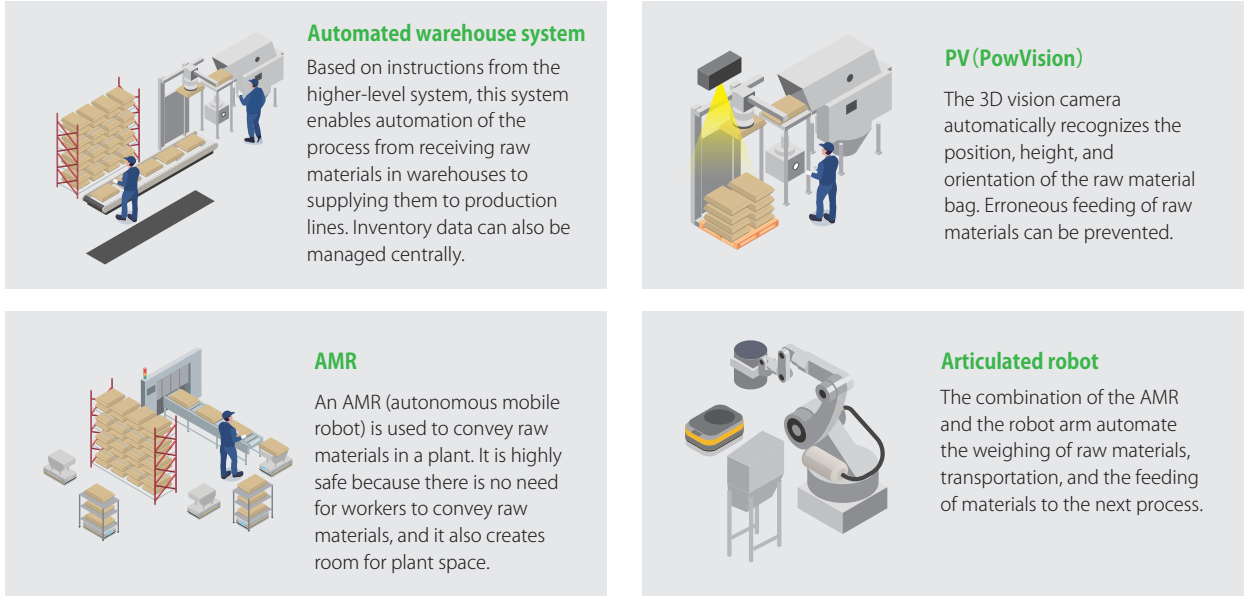 Automated warehouse system
Based on instructions from the
higher-level system, this system
enables automation of the
process from receiving raw
materials in warehouses to
supplying them to production
lines. Inventory data can also be
managed centrally.
PV（PowVision）
The 3D vision camera
automatically recognizes the
position, height, and
orientation of the raw material
bag. Erroneous feeding of raw
materials can be prevented.
AMR
An AMR (autonomous mobile
robot) is used to convey raw
materials in a plant. It is highly
safe because there is no need
for workers to convey raw
materials, and it also creates
room for plant space.
Articulated robot
The combination of the AMR
and the robot arm automate
the weighing of raw materials,
transportation, and the feeding
of materials to the next process.